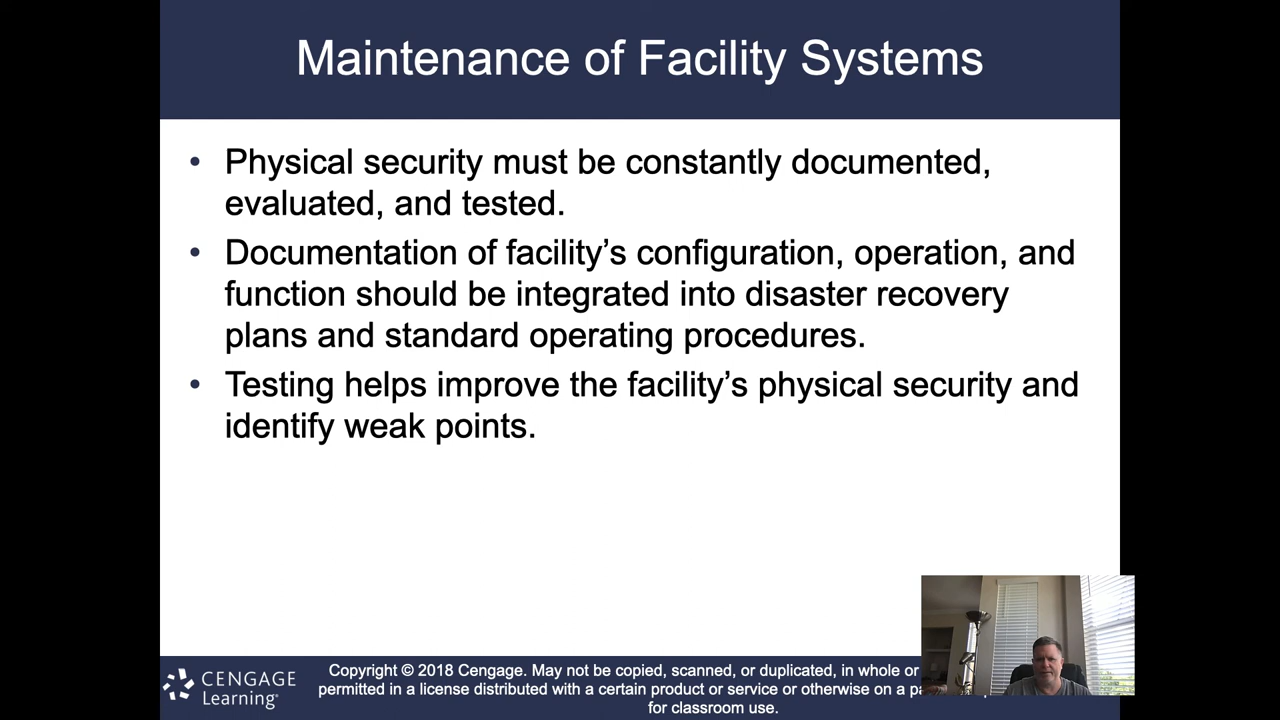 Maintenance of Facility Systems
• Physical security must be constantly documented,
evaluated, and tested.
• Documentation of facility’s configuration, operation, and
function should be integrated into disaster recovery
plans and standard operating procedures.
• Testing helps improve the facility’s physical security and
identify weak points.
CENGAGE
Learning
Copyright © 2018 Cengage. May not be copied, scanned, or duplicated, in whole or
permitted in a license distributed with a certain product or service or otherwise on a
for classroom use.